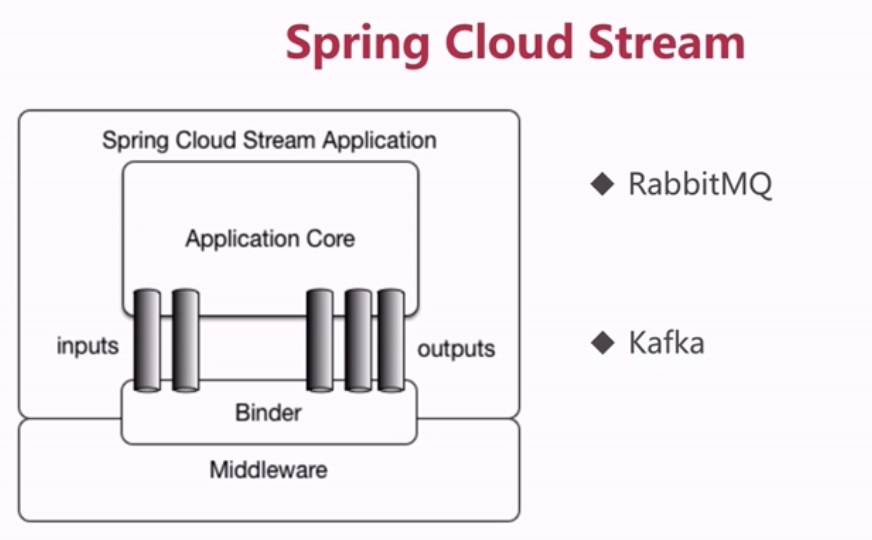 Spring Cloud Stream
Spring Cloud Stream Application
Application Core
inputs
outputs
Binder
Middleware
RabbitMQ
Kafka